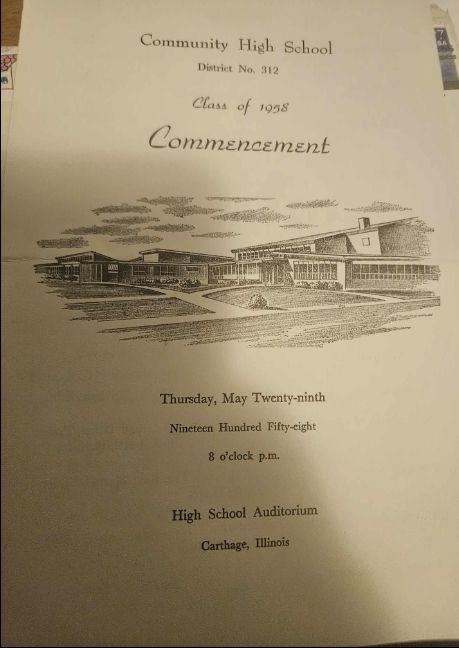 Community High School
District No. 312
Class of 1958
Commencement
Thursday, May Twenty-ninth
Nineteen Hundred Fifty-eight
8 o'clock p.m.
High School Auditorium
Carthage, Illinois